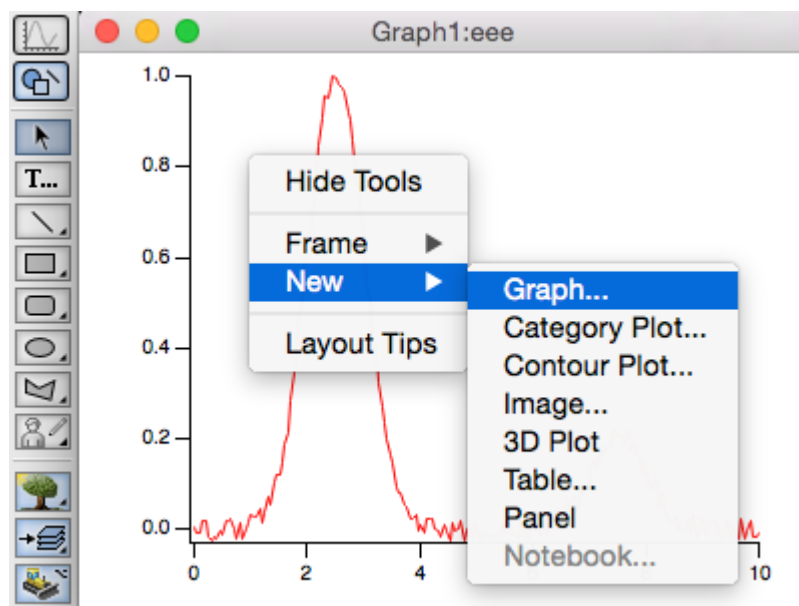 Graph1:eee
T...
1.0
0.8
0.6
0.4
0.2
0.0
0
2
4
10
Hide Tools
Frame
New
Layout Tips
Graph...
Category Plot...
Contour Plot...
Image...
3D Plot
Table...
Panel
Notebook...